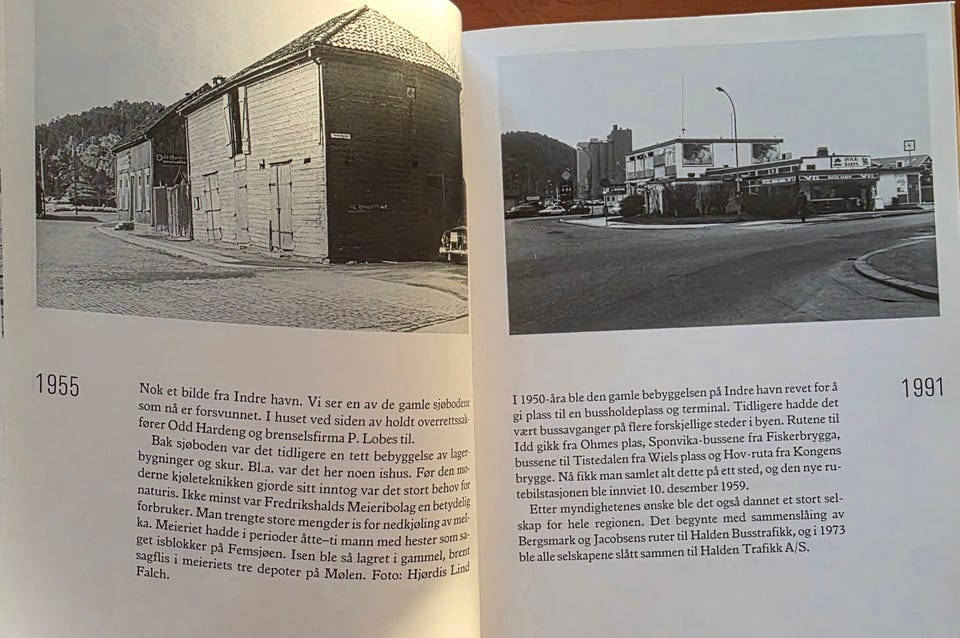 Odd Hardeng
1955
Nok et bilde fra Indre havn. Vi ser en av de gamle sjøbodene
som nå er forsvunnet. I huset ved siden av holdt overrettssak-
fører Odd Hardeng og brenselsfirma P. Lobes til.
Bak sjøboden var det tidligere en tett bebyggelse av lager-
bygninger og skur. Bl.a. var det her noen ishus. Før den mo-
derne kjøleteknikken gjorde sitt inntog var det stort behov for
naturis. Ikke minst var Fredrikshalds Meieribolag en betydelig
forbruker. Man trengte store mengder is for nedkjøling av mel-
ka. Meieriet hadde i perioder åtte–ti mann med hester som sa-
get isblokker på Femsjøen. Isen ble så lagret i gammel, brent
sagflis i meieriets tre depoter på Mølen. Foto: Hjørdis Lind
Falch.
VG
1991
I 1950-åra ble den gamle bebyggelsen på Indre havn revet for å
gi plass til en bussholdeplass og terminal. Tidligere hadde det
vært bussavganger på flere forskjellige steder i byen. Rutene til
Idd gikk fra Ohmes plas, Sponvika-bussene fra Fiskerbrygga,
bussene til Tistedalen fra Wiels plass og Hov-ruta fra Kongens
brygge. Nå fikk man samlet alt dette på ett sted, og den nye ru-
tebilstasjonen ble innviet 10. desember 1959.
Etter myndighetenes ønske ble det også dannet et stort sel-
skap for hele regionen. Det begynte med sammenslåing av
Bergsmark og Jacobsens ruter til Halden Busstrafikk, og i 1973
ble alle selskapene slått sammen til Halden Trafikk A/S.